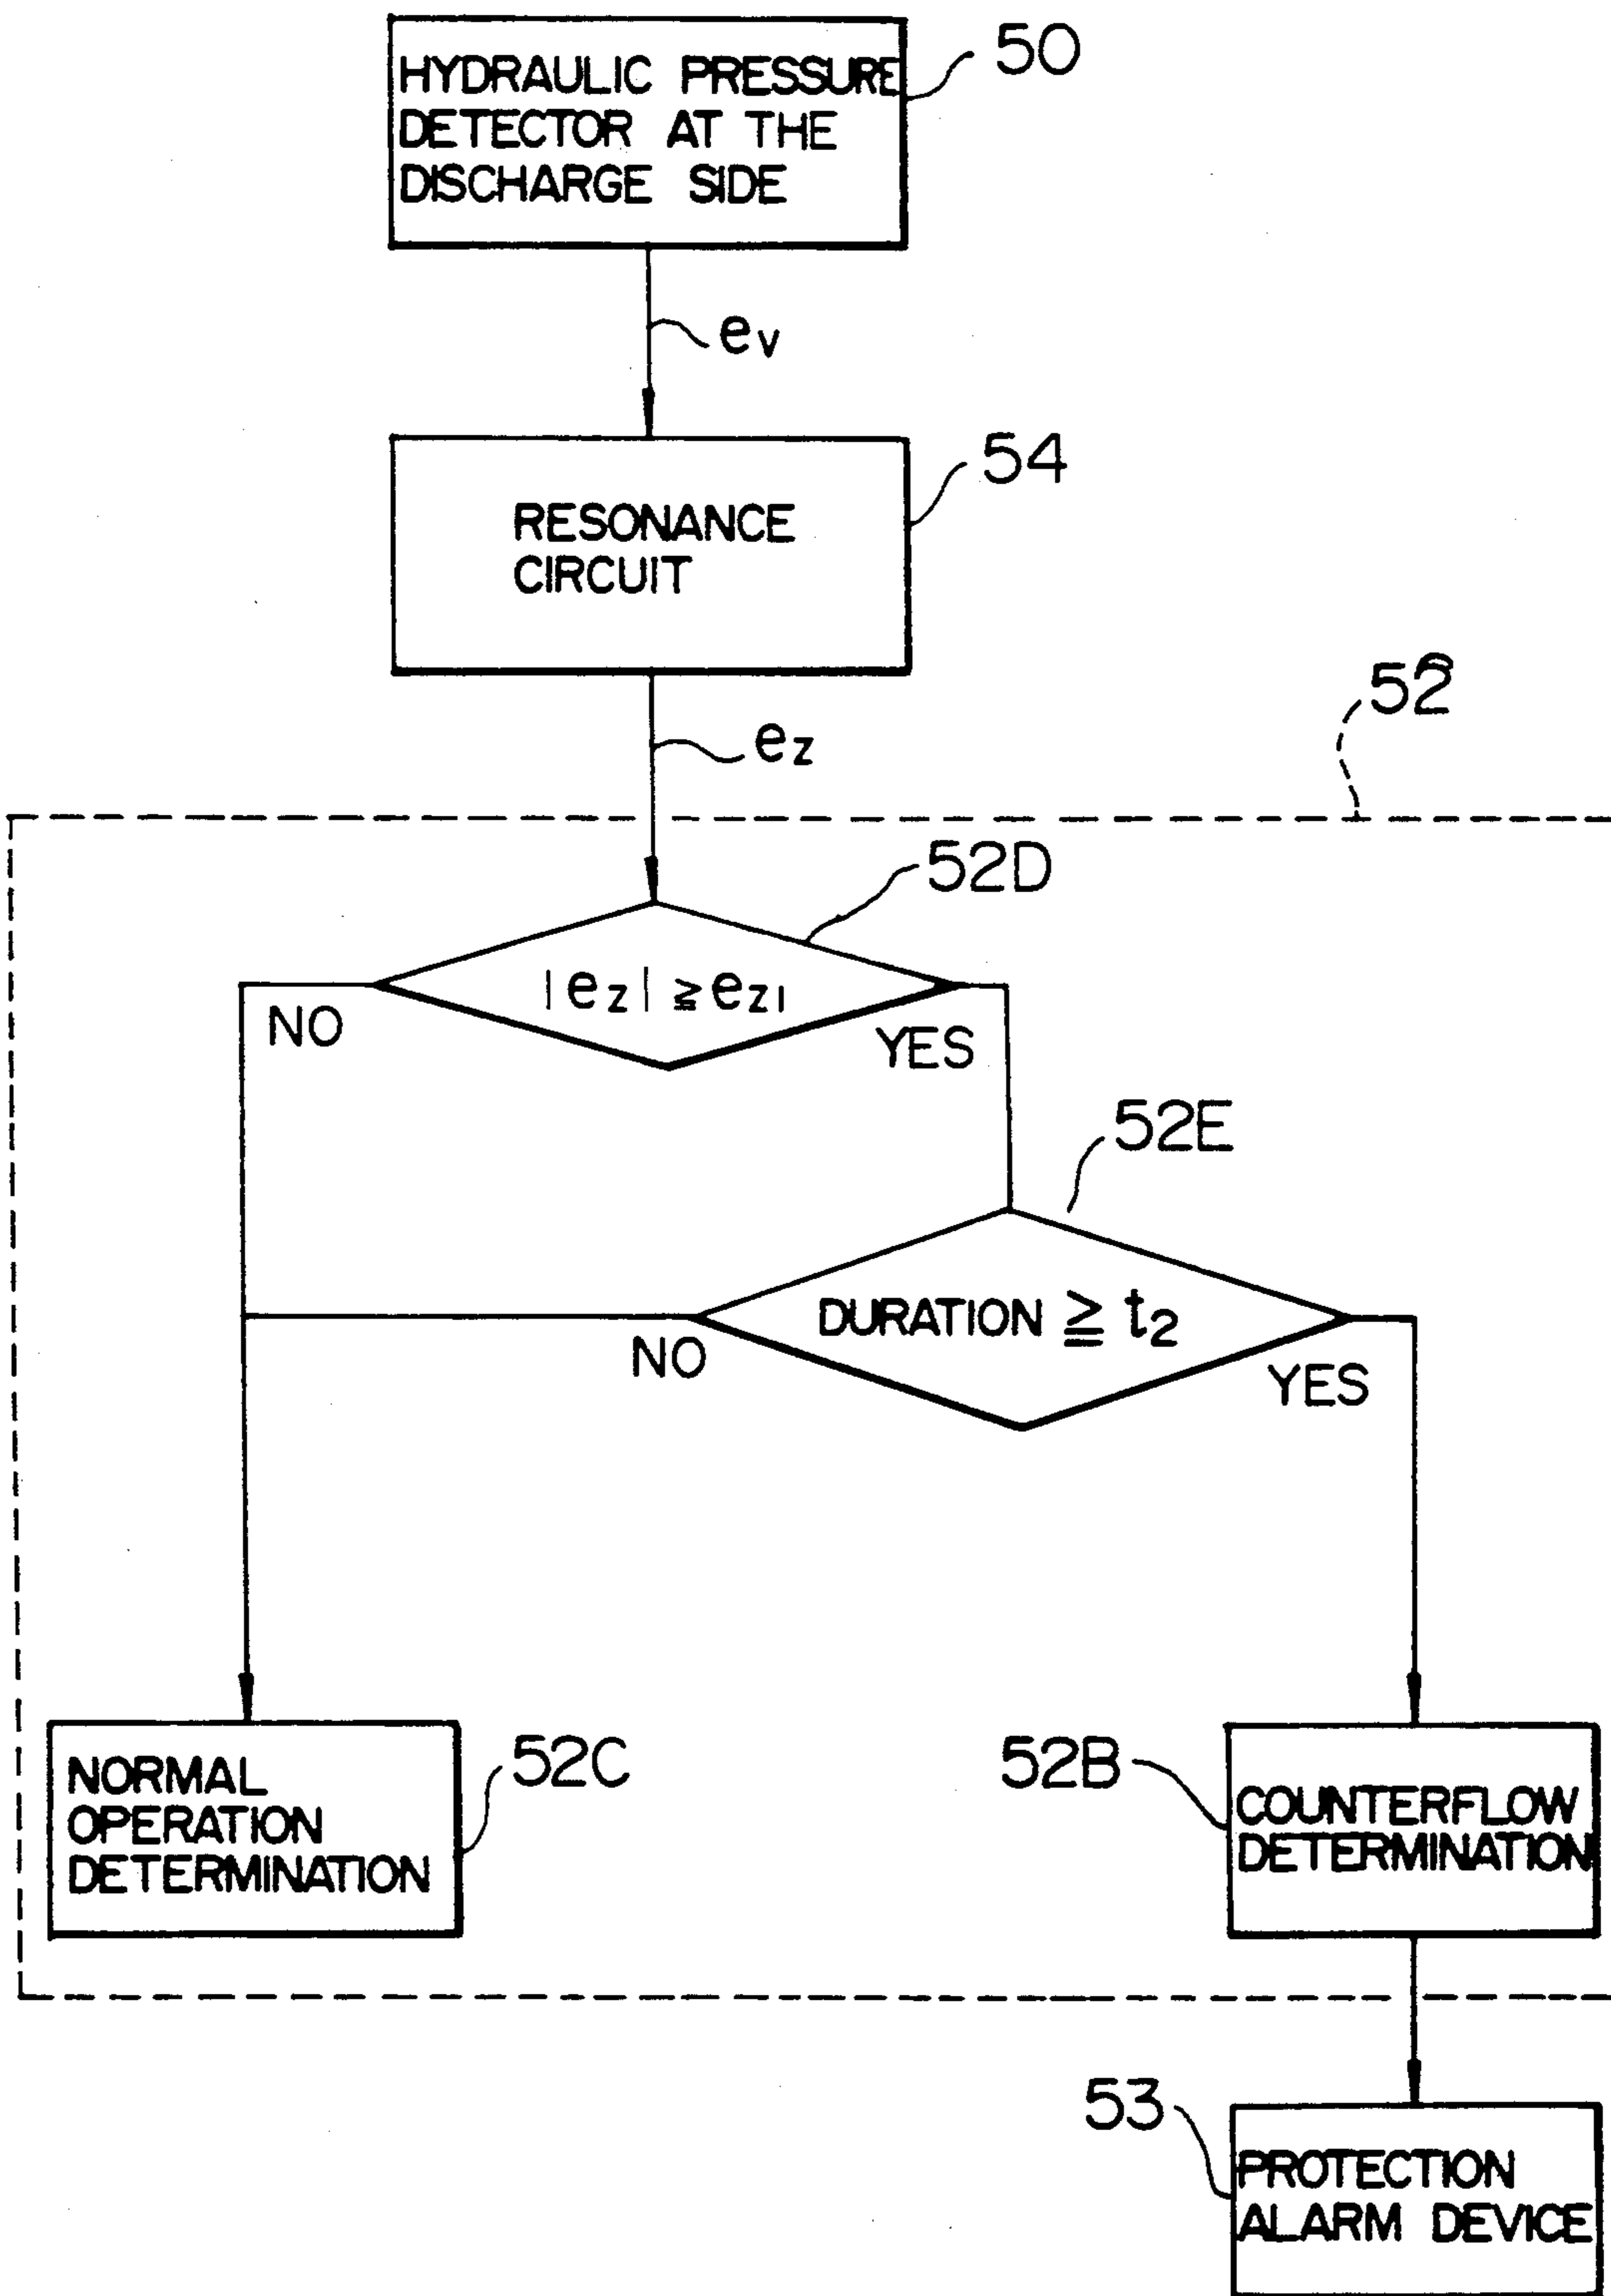 HYDRAULIC PRESSURE
DETECTOR AT THE
DISCHARGE SIDE
50
ev
54
RESONANCE
CIRCUIT
52
ez
52D
|ez| ≧ ez1
NO
YES
52E
DURATION ≧ t2
NO
YES
NORMAL
OPERATION
DETERMINATION
52C
52B
COUNTERFLOW
DETERMINATION
53
PROTECTION
ALARM DEVICE